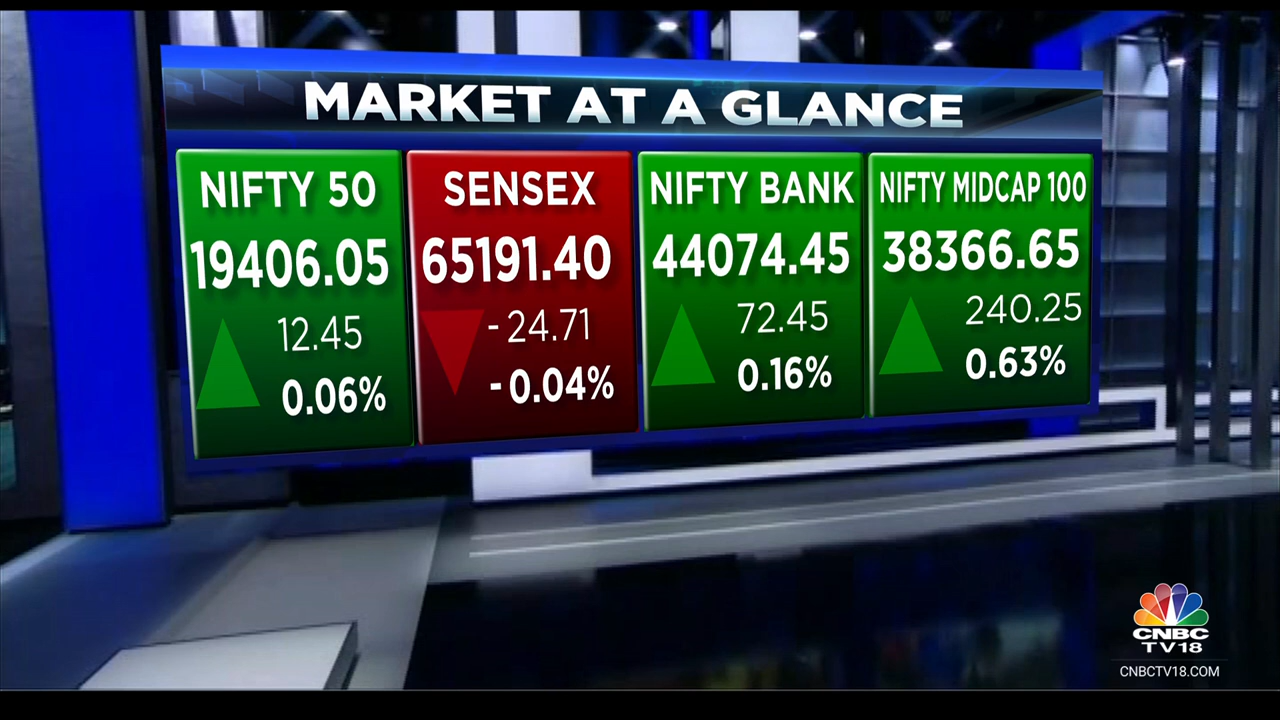 MARKET AT A GLANCE
NIFTY 50
19406.05
12.45
0.06%
SENSEX
65191.40
- 24.71
- 0.04%
NIFTY BANK
44074.45
72.45
0.16%
NIFTY MIDCAP 100
38366.65
240.25
0.63%
CNBC
TV18
CNBCTV18.COM